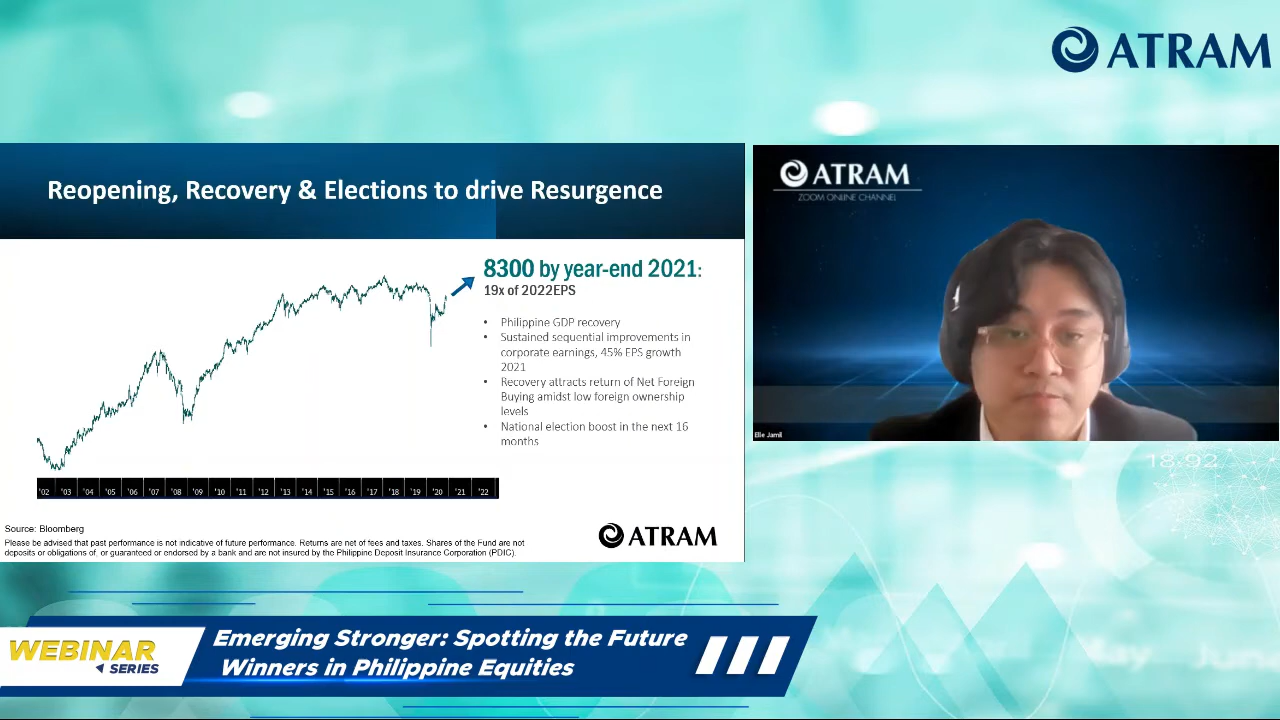 ATRAM
Reopening, Recovery & Elections to drive Resurgence
8300 by year-end 2021:
19x of 2022EPS
• Philippine GDP recovery
• Sustained sequential improvements in
corporate earnings, 45% EPS growth
2021
• Recovery attracts return of Net Foreign
Buying amidst low foreign ownership
levels
• National election boost in the next 16
months
'02 '03 '04 '05 '06 '07 '08 '09 '10 '11 '12 '13 '14 '15 '16 '17 '18 '19 '20 '21 '22
Source: Bloomberg
Please be advised that past performance is not indicative of future performance. Returns are net of fees and taxes. Shares of the Fund are not
deposits or obligations of, or guaranteed or endorsed by a bank and are not insured by the Philippine Deposit Insurance Corporation (PDIC).
ATRAM
ATRAM
ZOOM ONLINE CHANNEL
Elle Jamil
18.92
May
June
WEBINAR
SERIES
Emerging Stronger: Spotting the Future
Winners in Philippine Equities